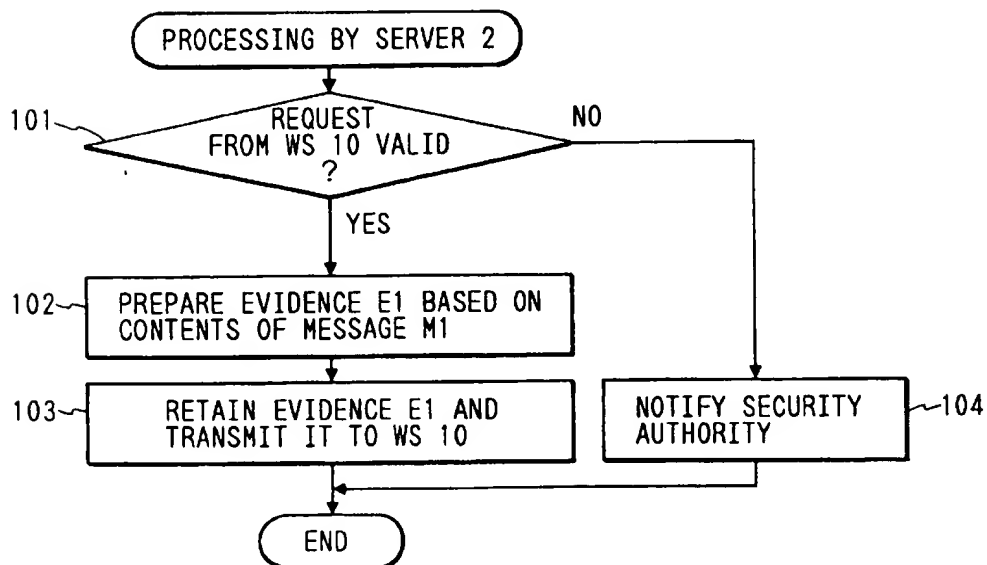 PROCESSING BY SERVER 2
101
REQUEST
FROM WS 10 VALID
?
NO
YES
102
PREPARE EVIDENCE E1 BASED ON
CONTENTS OF MESSAGE M1
103
RETAIN EVIDENCE E1 AND
TRANSMIT IT TO WS 10
NOTIFY SECURITY
AUTHORITY
104
END